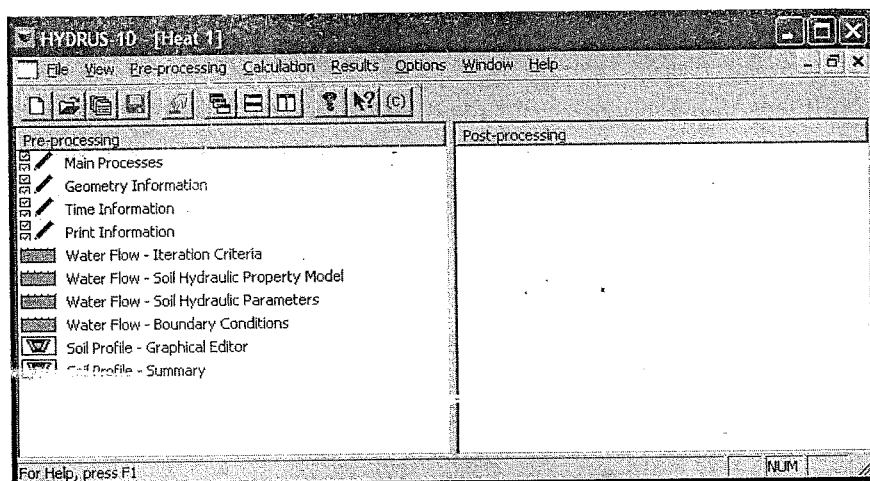 HYDRUS-1D - [Heat 1]
File View Pre-processing Calculation Results Options Window Help
Pre-processing
Post-processing
Main Processes
Geometry Information
Time Information
Print Information
Water Flow - Iteration Criteria
Water Flow - Soil Hydraulic Property Model
Water Flow - Soil Hydraulic Parameters
Water Flow - Boundary Conditions
Soil Profile - Graphical Editor
Soil Profile - Summary
For Help, press F1
NUM